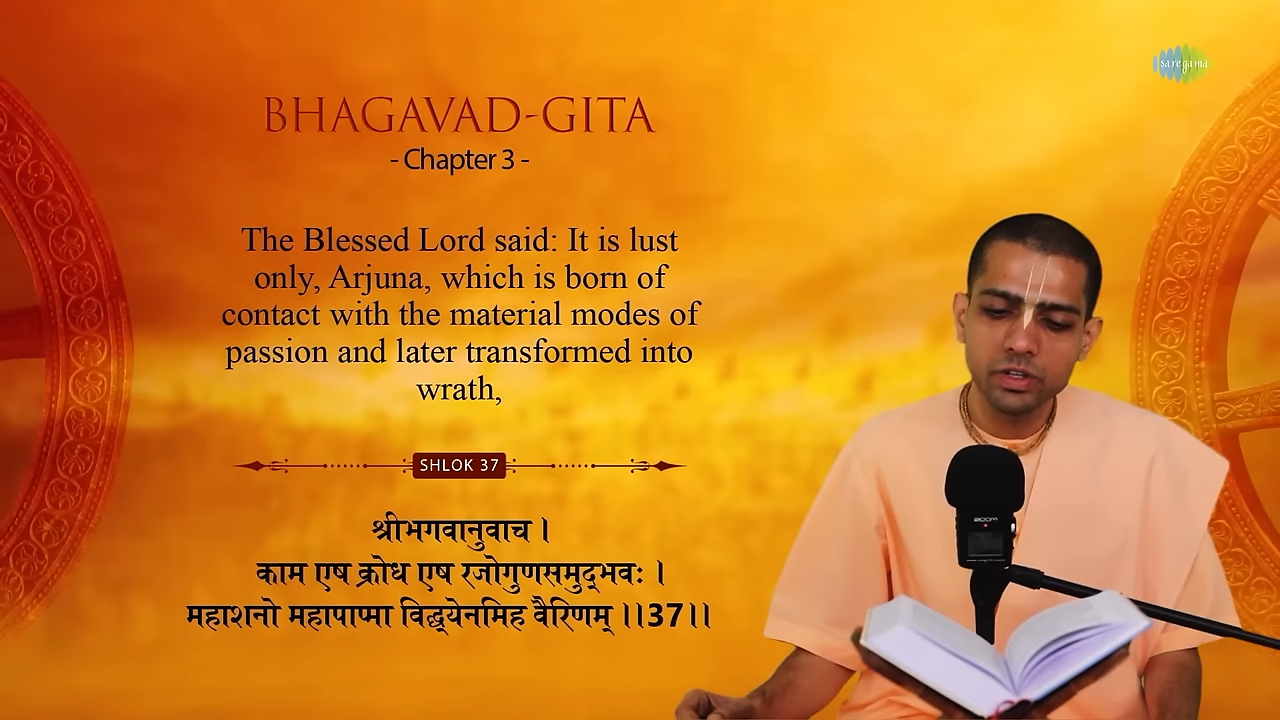 saregama
BHAGAVAD-GITA
- Chapter 3 -
The Blessed Lord said: It is lust
only, Arjuna, which is born of
contact with the material modes of
passion and later transformed into
wrath,
SHLOK 37
श्रीभगवानुवाच ।
काम एष क्रोध एष रजोगुणसमुद्भवः ।
महाशनो महापाप्मा विद्ध्येनमिह वैरिणम् ।।37।।
zoom